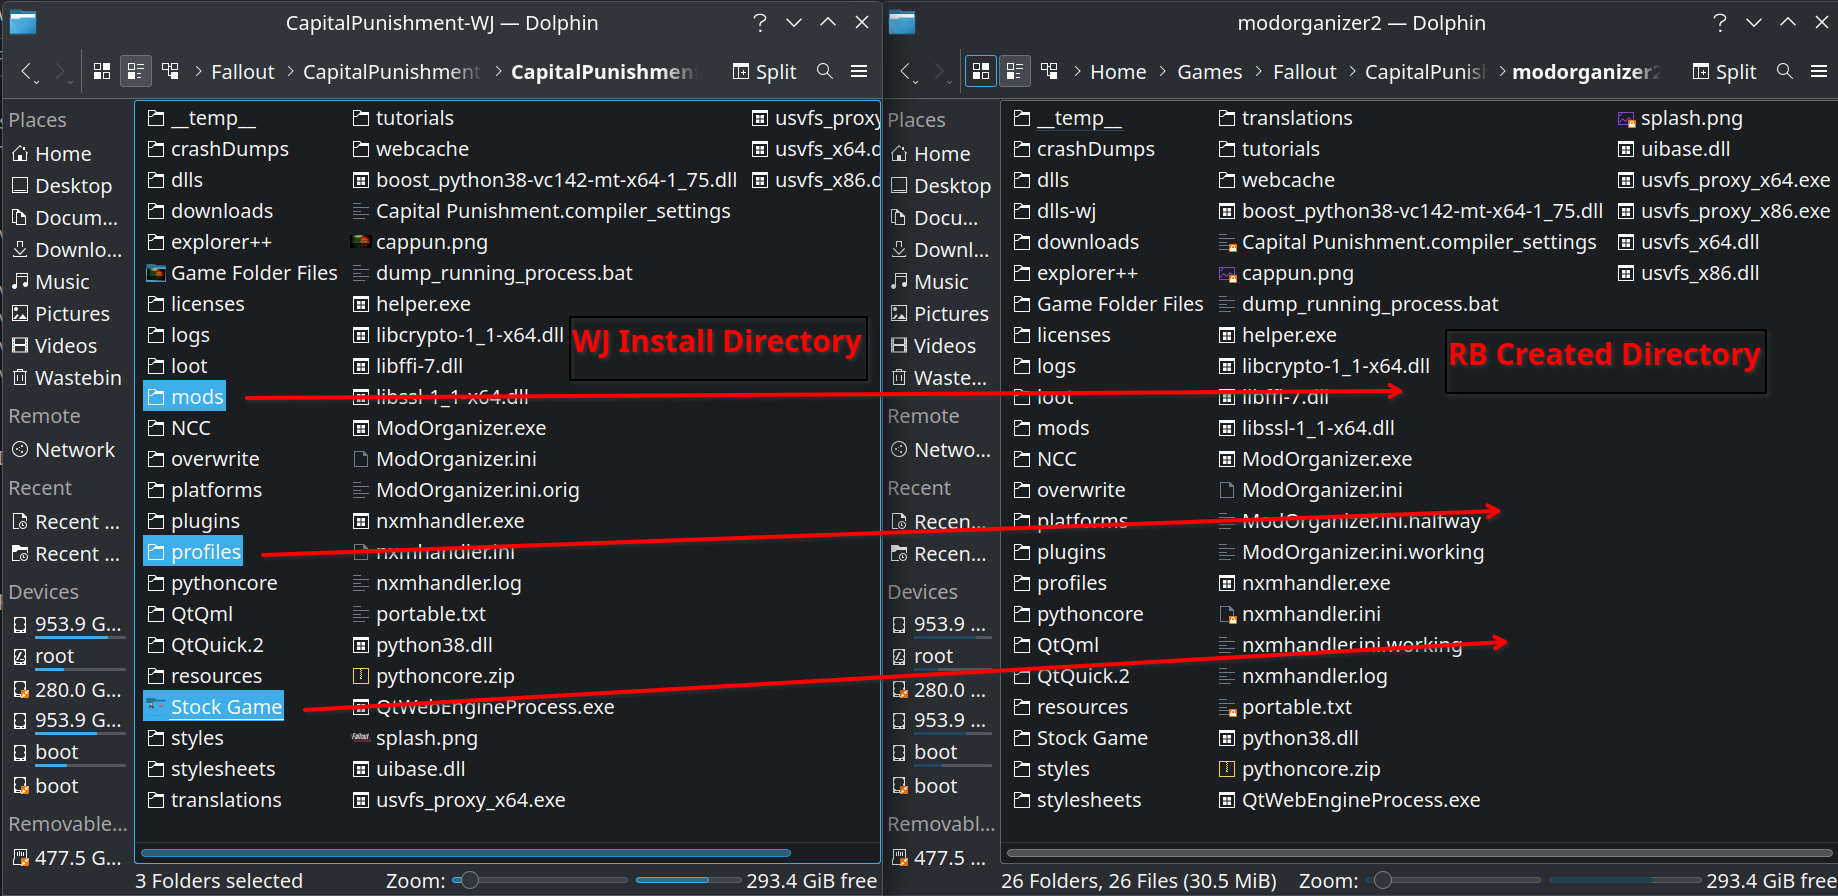 CapitalPunishment-WJ — Dolphin
Fallout
CapitalPunishment
CapitalPunishmen
Split
Places
Home
Desktop
Docum...
Downlo...
Music
Pictures
Videos
Wastebin
Remote
Network
Recent
Recent ...
Recent ...
Devices
953.9 G...
root
280.0 G...
953.9 G...
boot
boot
Removable...
477.5 G...
__temp__
crashDumps
dlls
downloads
explorer++
Game Folder Files
licenses
logs
loot
mods
NCC
overwrite
platforms
plugins
profiles
pythoncore
QtQml
QtQuick.2
resources
Stock Game
styles
stylesheets
translations
tutorials
webcache
boost_python38-vc142-mt-x64-1_75.dll
Capital Punishment.compiler_settings
cappun.png
dump_running_process.bat
helper.exe
libcrypto-1_1-x64.dll
libffi-7.dll
libssl-1_1-x64.dll
ModOrganizer.exe
ModOrganizer.ini
ModOrganizer.ini.orig
nxmhandler.exe
nxmhandler.ini
nxmhandler.log
portable.txt
python38.dll
pythoncore.zip
QtWebEngineProcess.exe
splash.png
uibase.dll
usvfs_proxy_x64.exe
usvfs_proxy
usvfs_x64.d
usvfs_x86.d
WJ Install Directory
3 Folders selected
Zoom:
293.4 GiB free
modorganizer2 — Dolphin
Home
Games
Fallout
CapitalPunis
modorganizer2
Split
Places
Home
Desktop
Docu...
Downl...
Music
Pictures
Videos
Waste...
Remote
Netwo...
Recent
Recen...
Recen...
Devices
953.9 ...
root
280.0 ...
953.9 ...
boot
boot
Removabl...
477.5 ...
__temp__
crashDumps
dlls
dlls-wj
downloads
explorer++
Game Folder Files
licenses
logs
loot
mods
NCC
overwrite
platforms
plugins
profiles
pythoncore
QtQml
QtQuick.2
resources
Stock Game
styles
stylesheets
translations
tutorials
webcache
boost_python38-vc142-mt-x64-1_75.dll
Capital Punishment.compiler_settings
cappun.png
dump_running_process.bat
helper.exe
libcrypto-1_1-x64.dll
libffi-7.dll
libssl-1_1-x64.dll
ModOrganizer.exe
ModOrganizer.ini
ModOrganizer.ini.halfway
ModOrganizer.ini.working
nxmhandler.exe
nxmhandler.ini
nxmhandler.ini.working
nxmhandler.log
portable.txt
python38.dll
pythoncore.zip
QtWebEngineProcess.exe
splash.png
uibase.dll
usvfs_proxy_x64.exe
usvfs_proxy_x86.exe
usvfs_x64.dll
usvfs_x86.dll
RB Created Directory
26 Folders, 26 Files (30.5 MiB)
Zoom:
293.4 GiB free